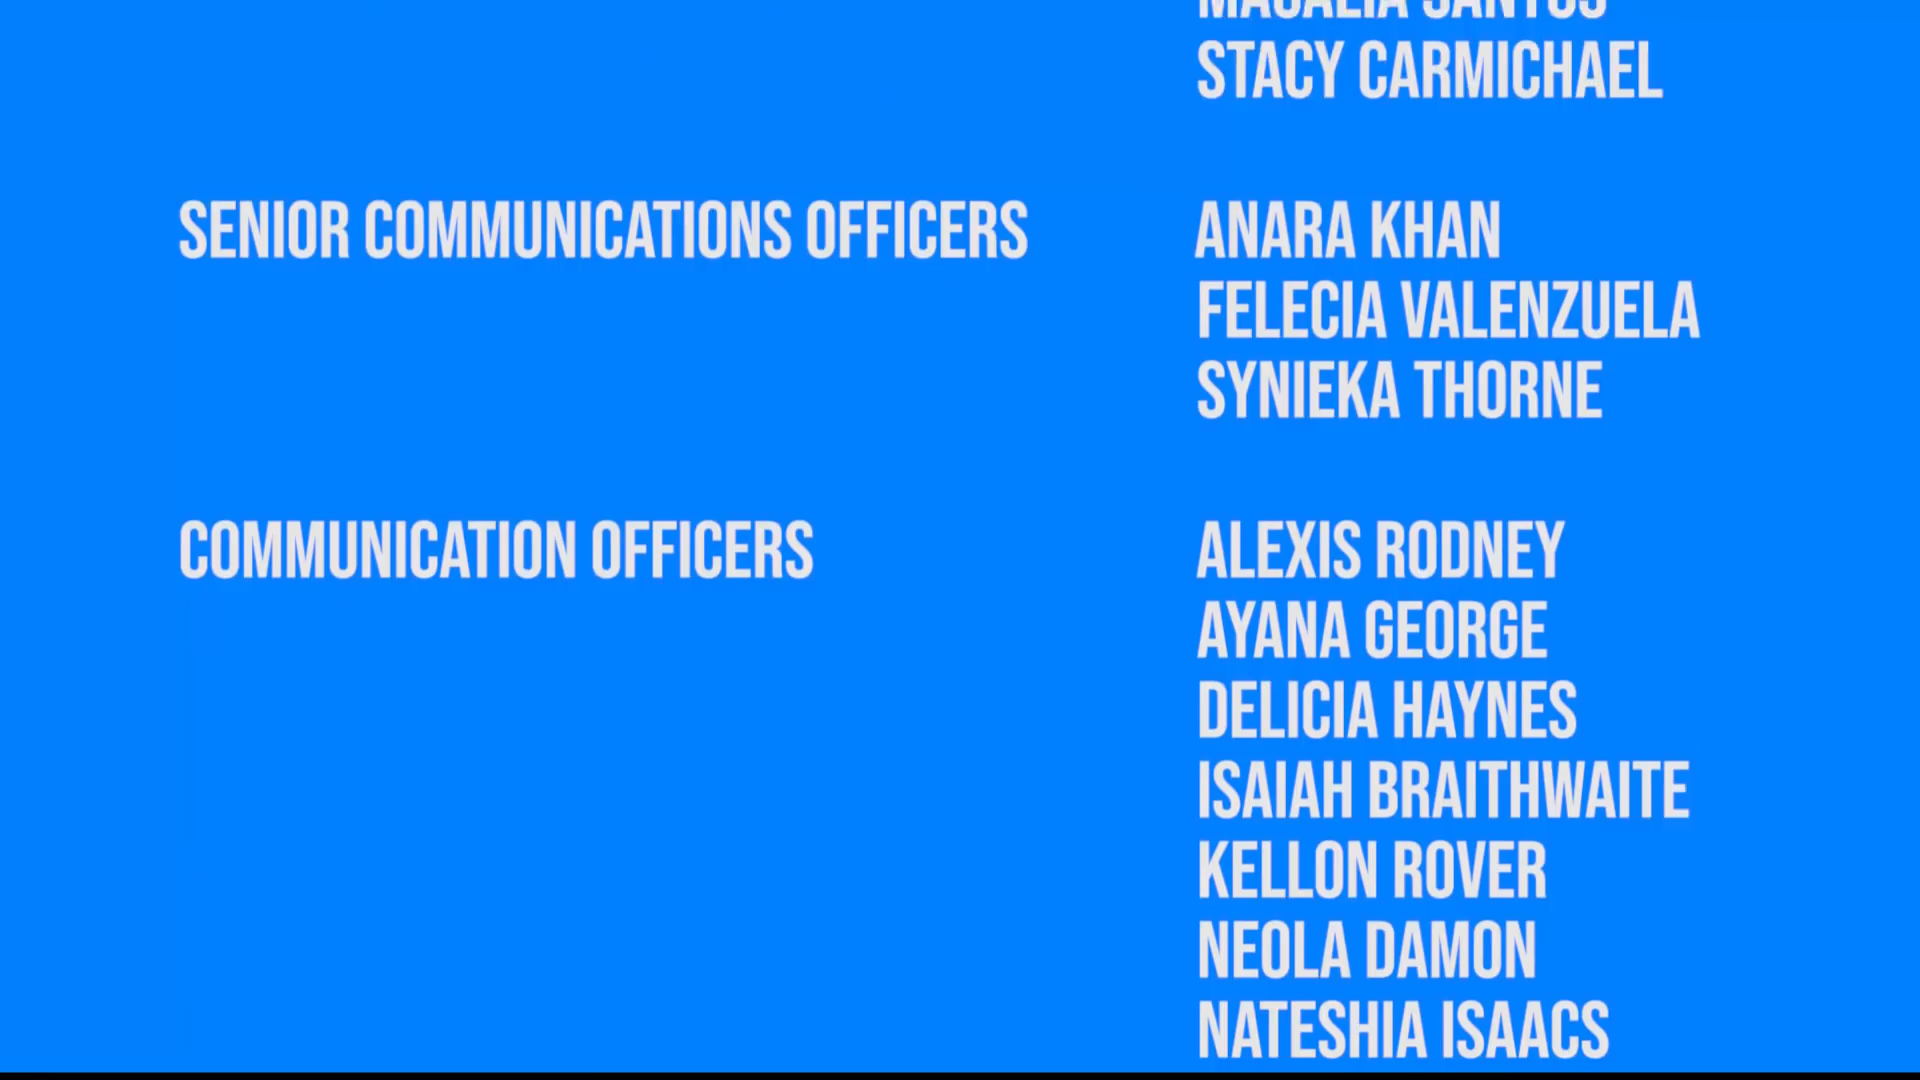 SANTOS
STACY CARMICHAEL
SENIOR COMMUNICATIONS OFFICERS ANARA KHAN
FELECIA VALENZUELA
SYNIEKA THORNE
COMMUNICATION OFFICERS ALEXIS RODNEY
AYANA GEORGE
DELICIA HAYNES
ISAIAH BRAITHWAITE
KELLON ROVER
NEOLA DAMON
NATESHIA ISAACS